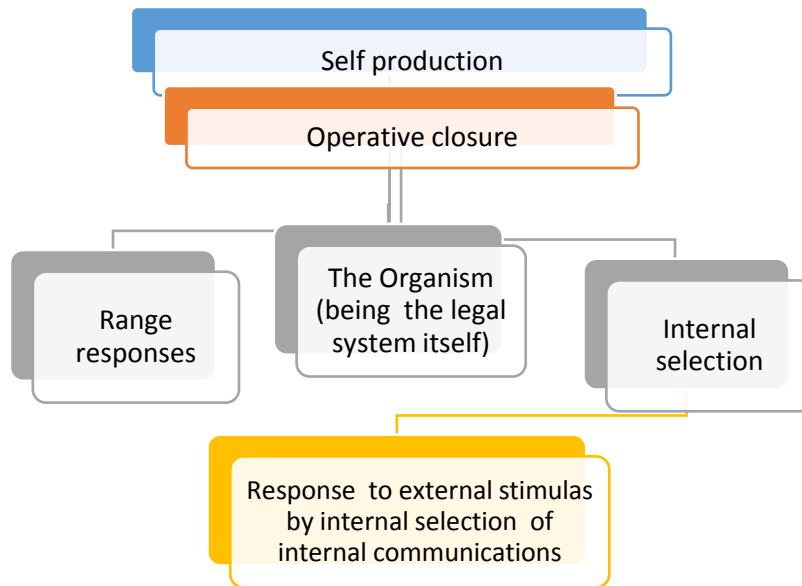 Self production
Operative closure
Range
responses
The Organism
(being the legal
system itself)
Internal
selection
Response to external stimulas
by internal selection of
internal communications